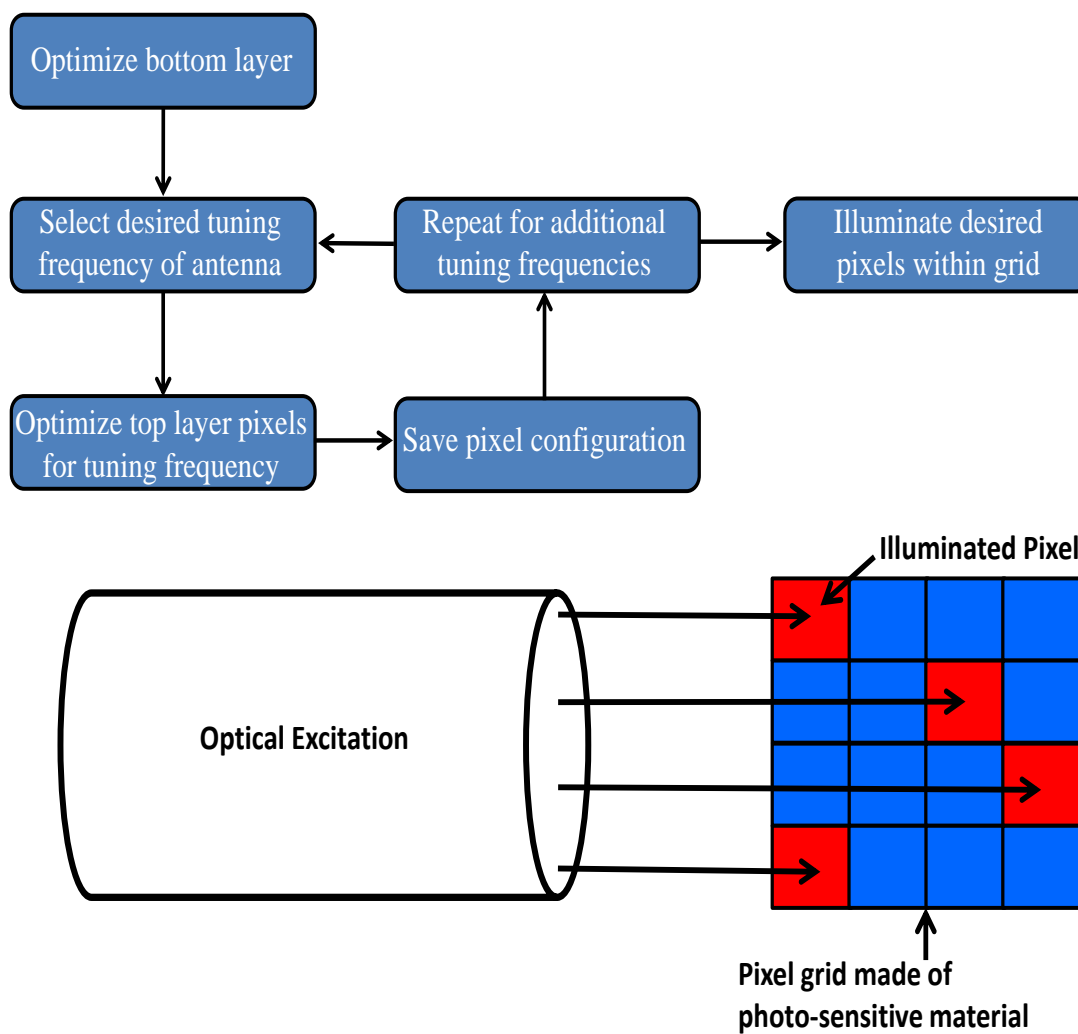 Optimize bottom layer
Select desired tuning
frequency of antenna
Repeat for additional
tuning frequencies
Illuminate desired
pixels within grid
Optimize top layer pixels
for tuning frequency
Save pixel configuration
Illuminated Pixel
Optical Excitation
Pixel grid made of
photo-sensitive material